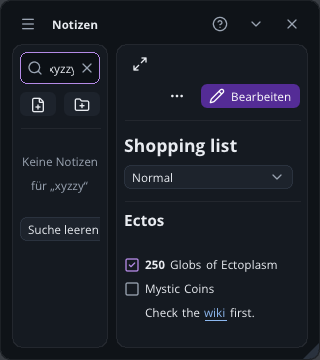 Notizen
xyzzy
Keine Notizen
für „xyzzy“
Suche leeren
Bearbeiten
Shopping list
Normal
Ectos
250 Globs of Ectoplasm
Mystic Coins
Check the wiki first.